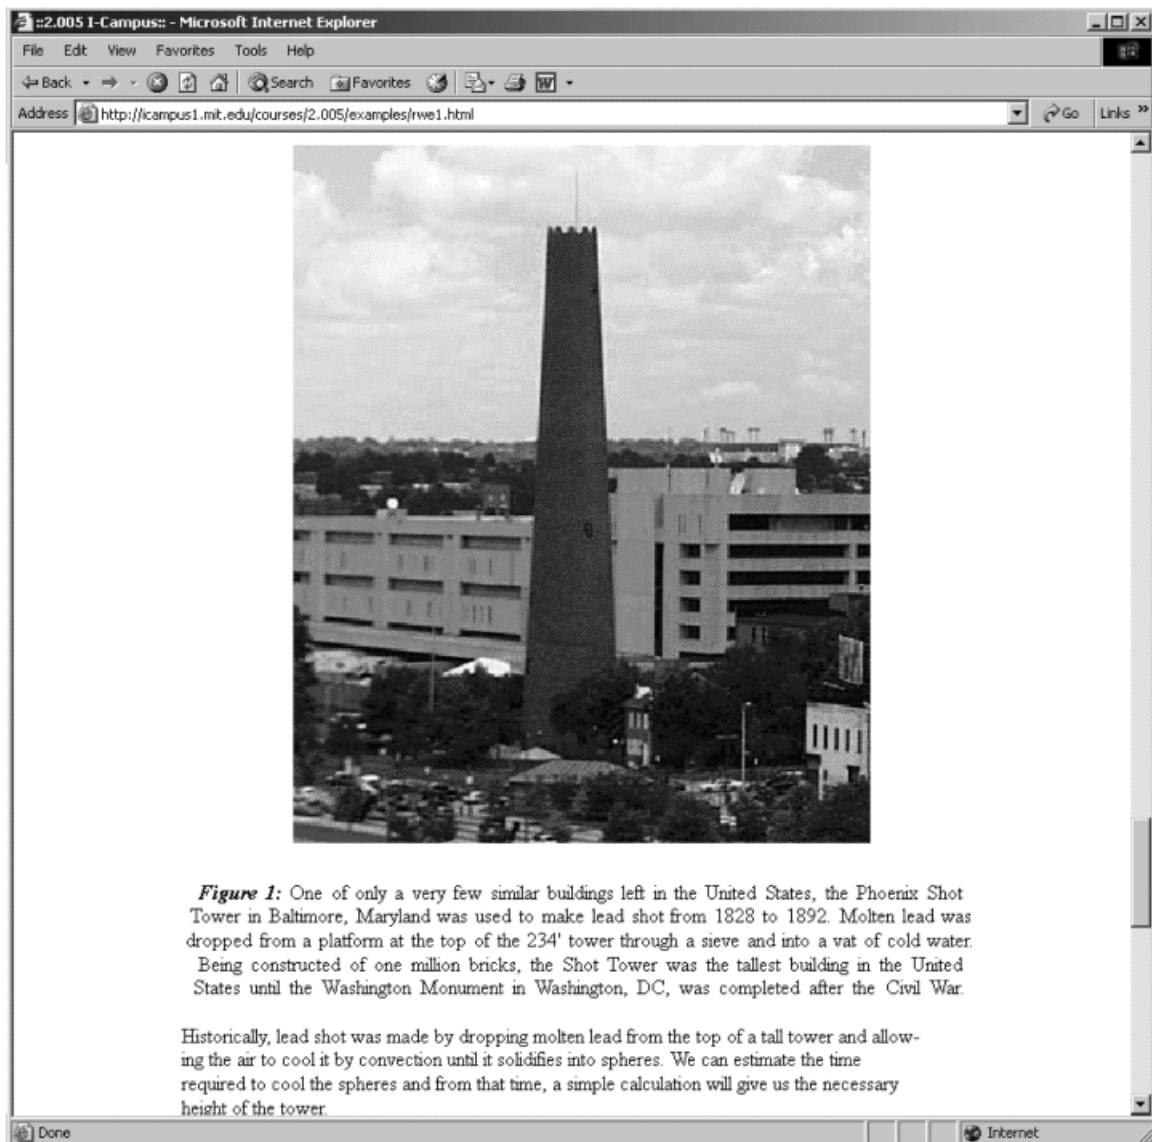 ::2.005 I-Campus:: - Microsoft Internet Explorer
File Edit View Favorites Tools Help
Back Search Favorites
Address http://icampus1.mit.edu/courses/2.005/examples/rwe1.html Go Links »
Figure 1: One of only a very few similar buildings left in the United States, the Phoenix Shot
Tower in Baltimore, Maryland was used to make lead shot from 1828 to 1892. Molten lead was
dropped from a platform at the top of the 234' tower through a sieve and into a vat of cold water.
Being constructed of one million bricks, the Shot Tower was the tallest building in the United
States until the Washington Monument in Washington, DC, was completed after the Civil War.
Historically, lead shot was made by dropping molten lead from the top of a tall tower and allow-
ing the air to cool it by convection until it solidifies into spheres. We can estimate the time
required to cool the spheres and from that time, a simple calculation will give us the necessary
height of the tower.
Done Internet